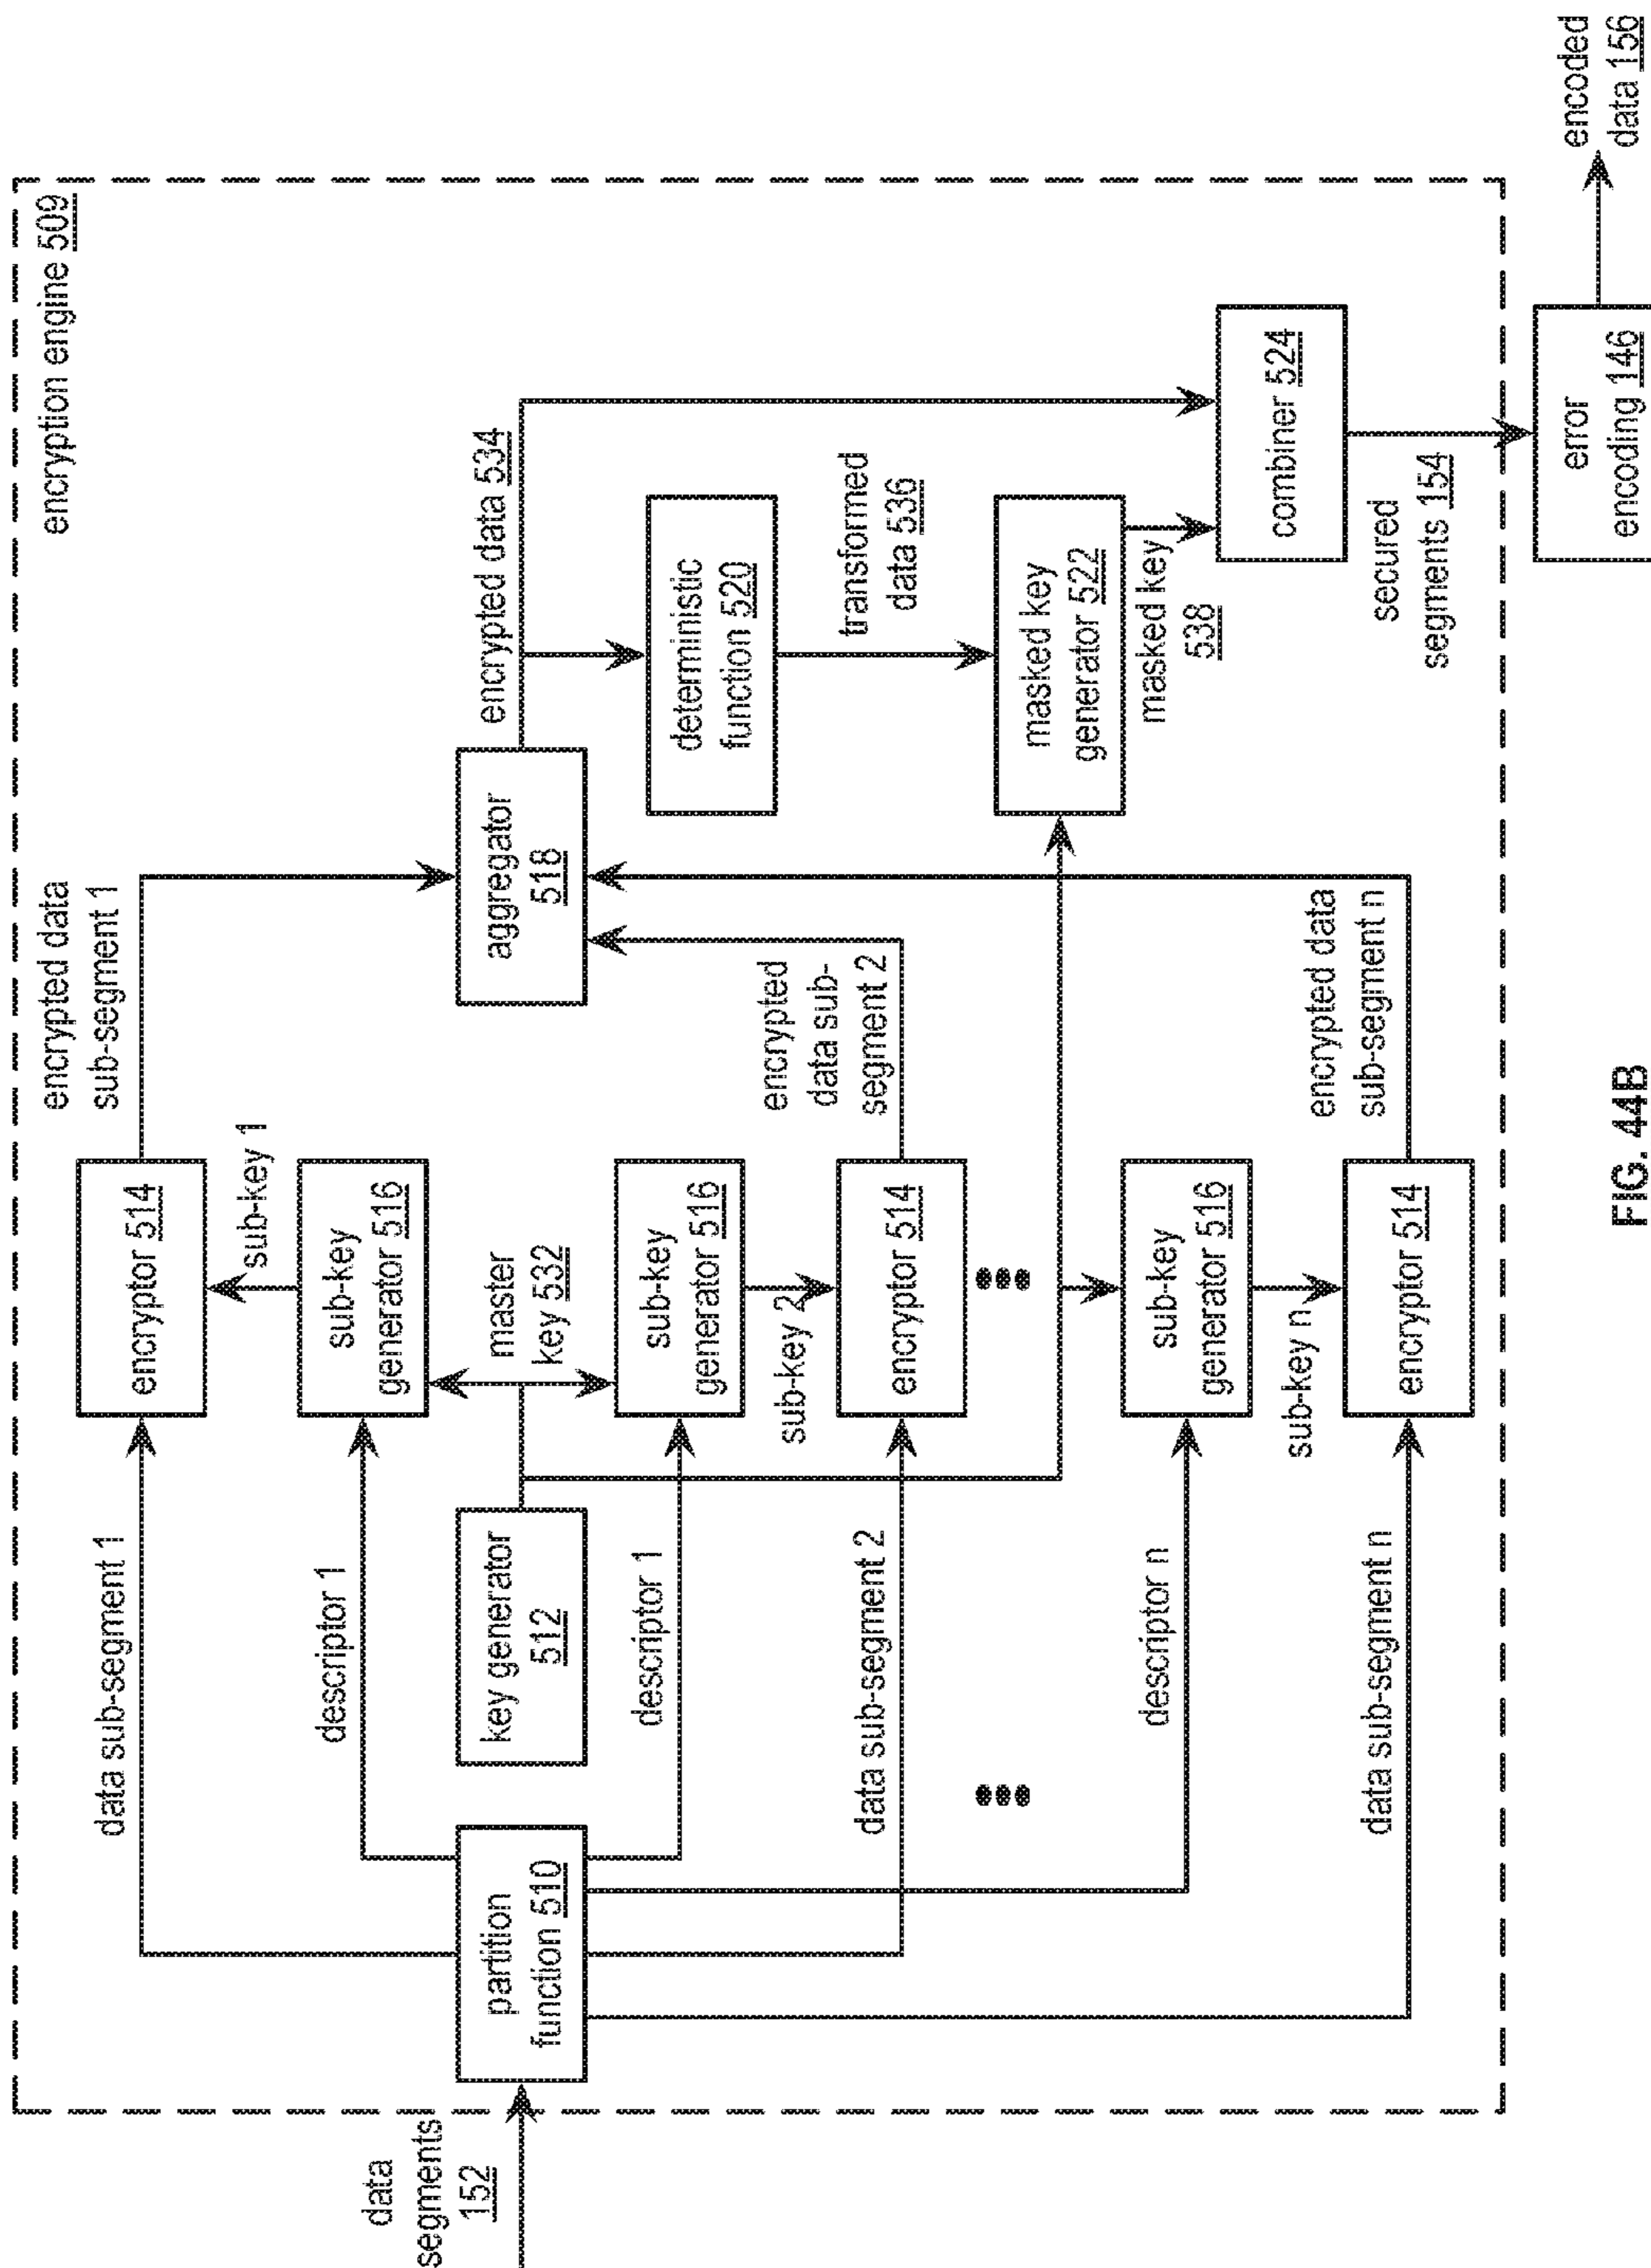 encryption engine 509
encrypted data
sub-segment 1
data sub-segment 1
encryptor 514
sub-key 1
descriptor 1
sub-key
generator 516
data
segments
152
partition
function 510
key generator
512
master
key 532
aggregator
518
encrypted data 534
descriptor 1
sub-key
generator 516
deterministic
function 520
sub-key 2
encrypted
data sub-
segment 2
transformed
data 536
data sub-segment 2
encryptor 514
masked key
generator 522
masked key
538
descriptor n
sub-key
generator 516
combiner 524
sub-key n
encrypted data
sub-segment n
secured
segments 154
data sub-segment n
encryptor 514
error
encoding 146
encoded
data 156
FIG. 44B